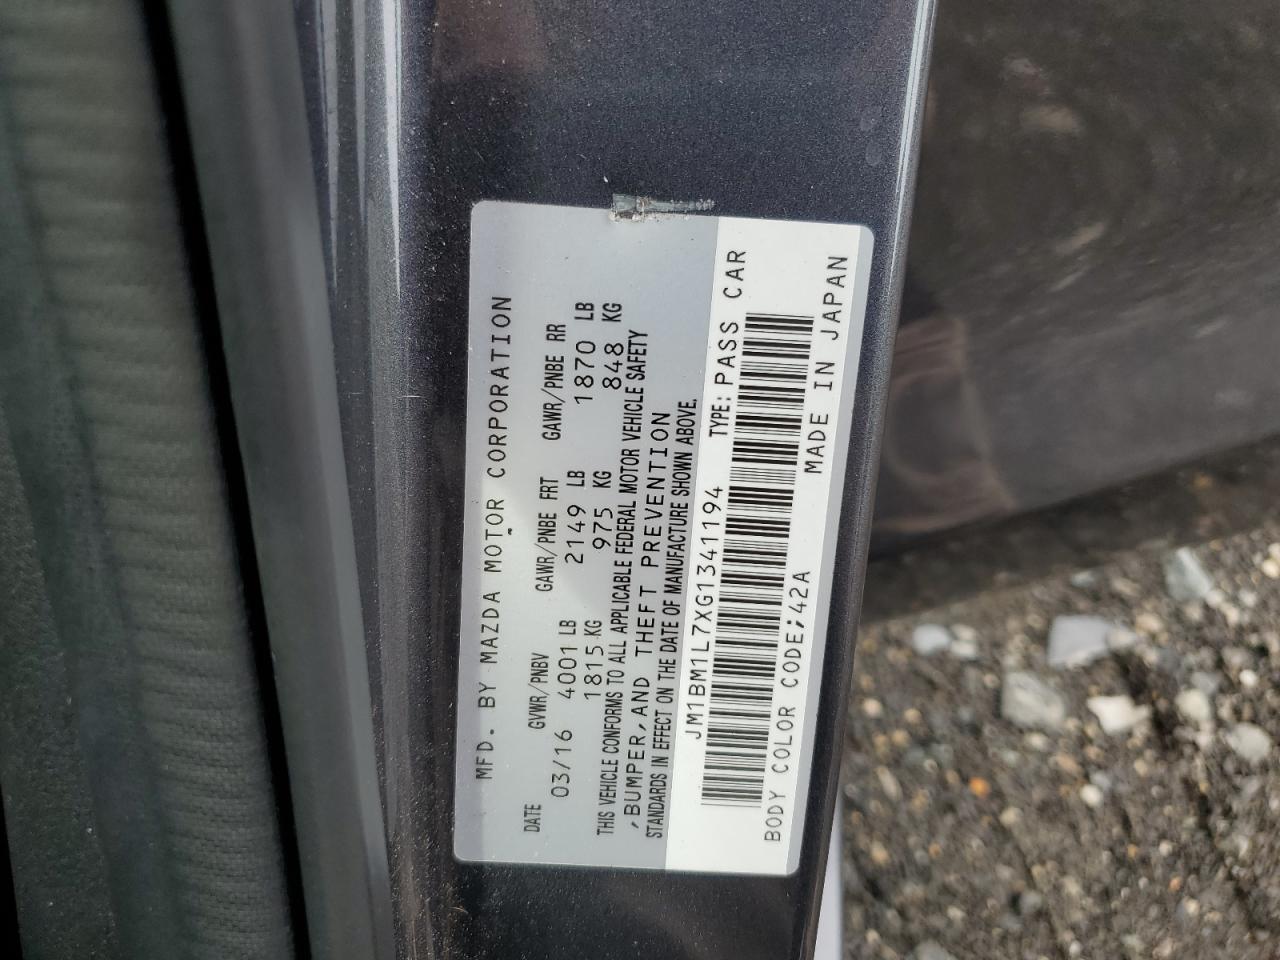 MFD. BY MAZDA MOTOR CORPORATION
DATE GVWR/PNBV GAWR/PNBE FRT GAWR/PNBE RR
03/16 4001 LB 2149 LB 1870 LB
1815 KG 975 KG 848 KG
THIS VEHICLE CONFORMS TO ALL APPLICABLE FEDERAL MOTOR VEHICLE SAFETY
,BUMPER, AND THEFT PREVENTION
STANDARDS IN EFFECT ON THE DATE OF MANUFACTURE SHOWN ABOVE.
JM1BM1L7XG1341194 TYPE: PASS CAR
BODY COLOR CODE;42A MADE IN JAPAN